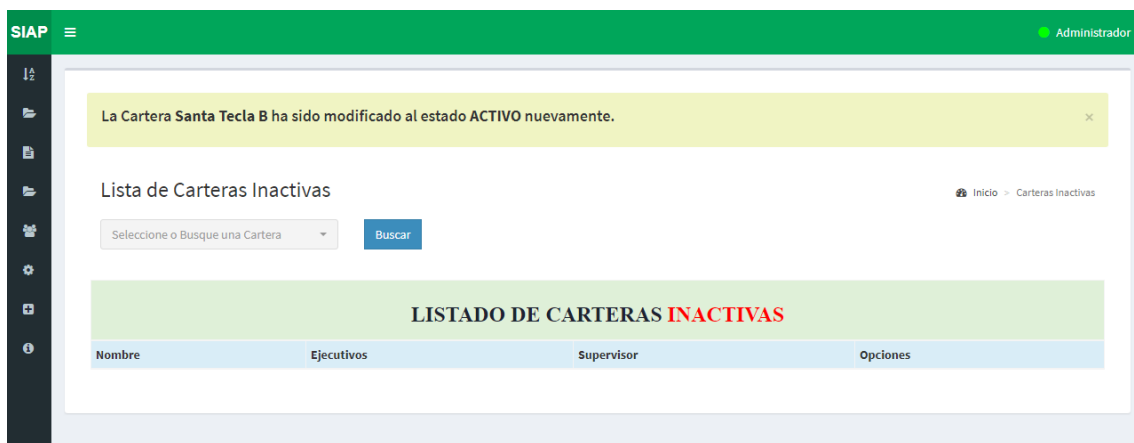 SIAP Administrador
La Cartera Santa Tecla B ha sido modificado al estado ACTIVO nuevamente. ×
Lista de Carteras Inactivas Inicio > Carteras Inactivas
Seleccione o Busque una Cartera Buscar
LISTADO DE CARTERAS INACTIVAS
Nombre Ejecutivos Supervisor Opciones